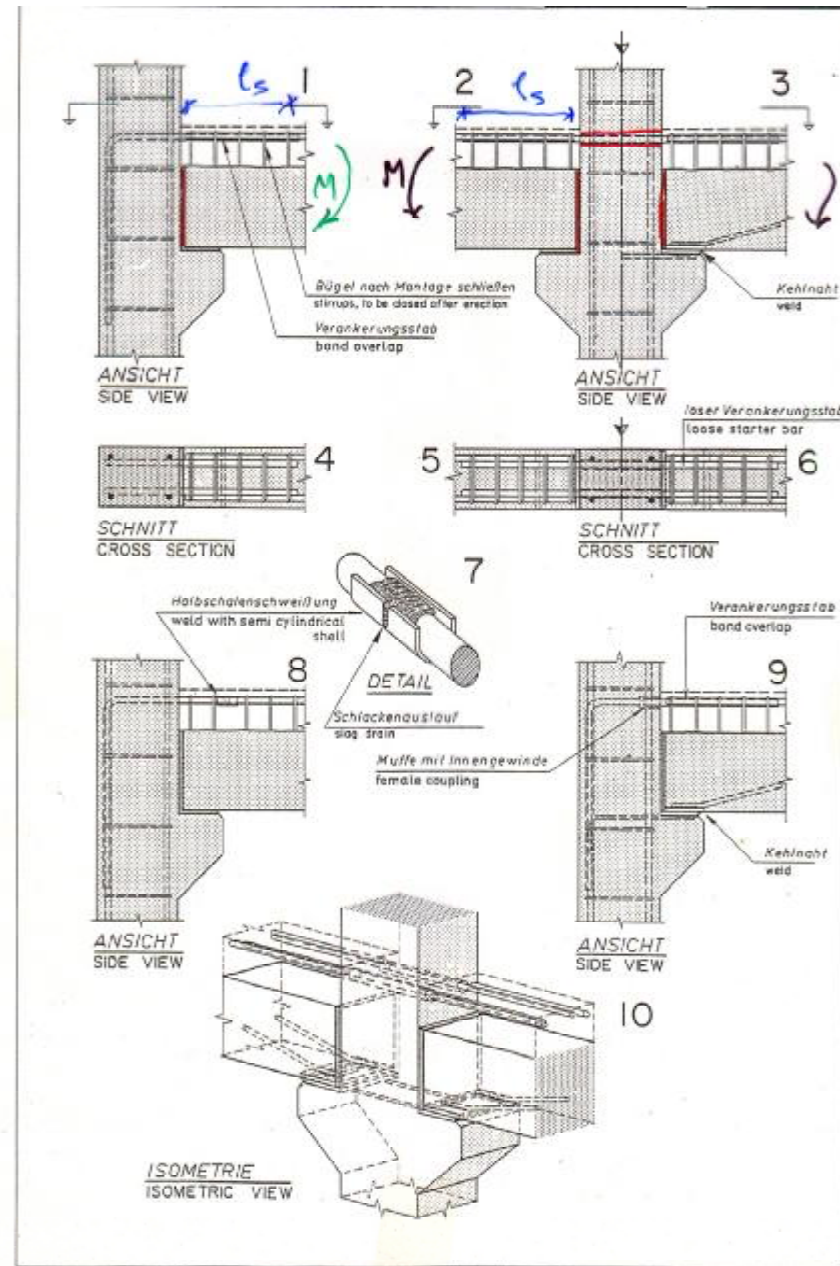 ls
1
2
ls
3
M
M
Bügel nach Montage schließen
stirrups, to be closed after erection
Verankerungsstab
bond overlap
Kehlnaht
weld
ANSICHT
SIDE VIEW
ANSICHT
SIDE VIEW
loser Verankerungsstab
loose starter bar
4
5
6
SCHNITT
CROSS SECTION
SCHNITT
CROSS SECTION
7
Halbschalenschweißung
weld with semi cylindrical
shell
DETAIL
Schlackenauslauf
slag drain
8
Verankerungsstab
bond overlap
9
Muffe mit Innengewinde
female coupling
Kehlnaht
weld
ANSICHT
SIDE VIEW
ANSICHT
SIDE VIEW
10
ISOMETRIE
ISOMETRIC VIEW